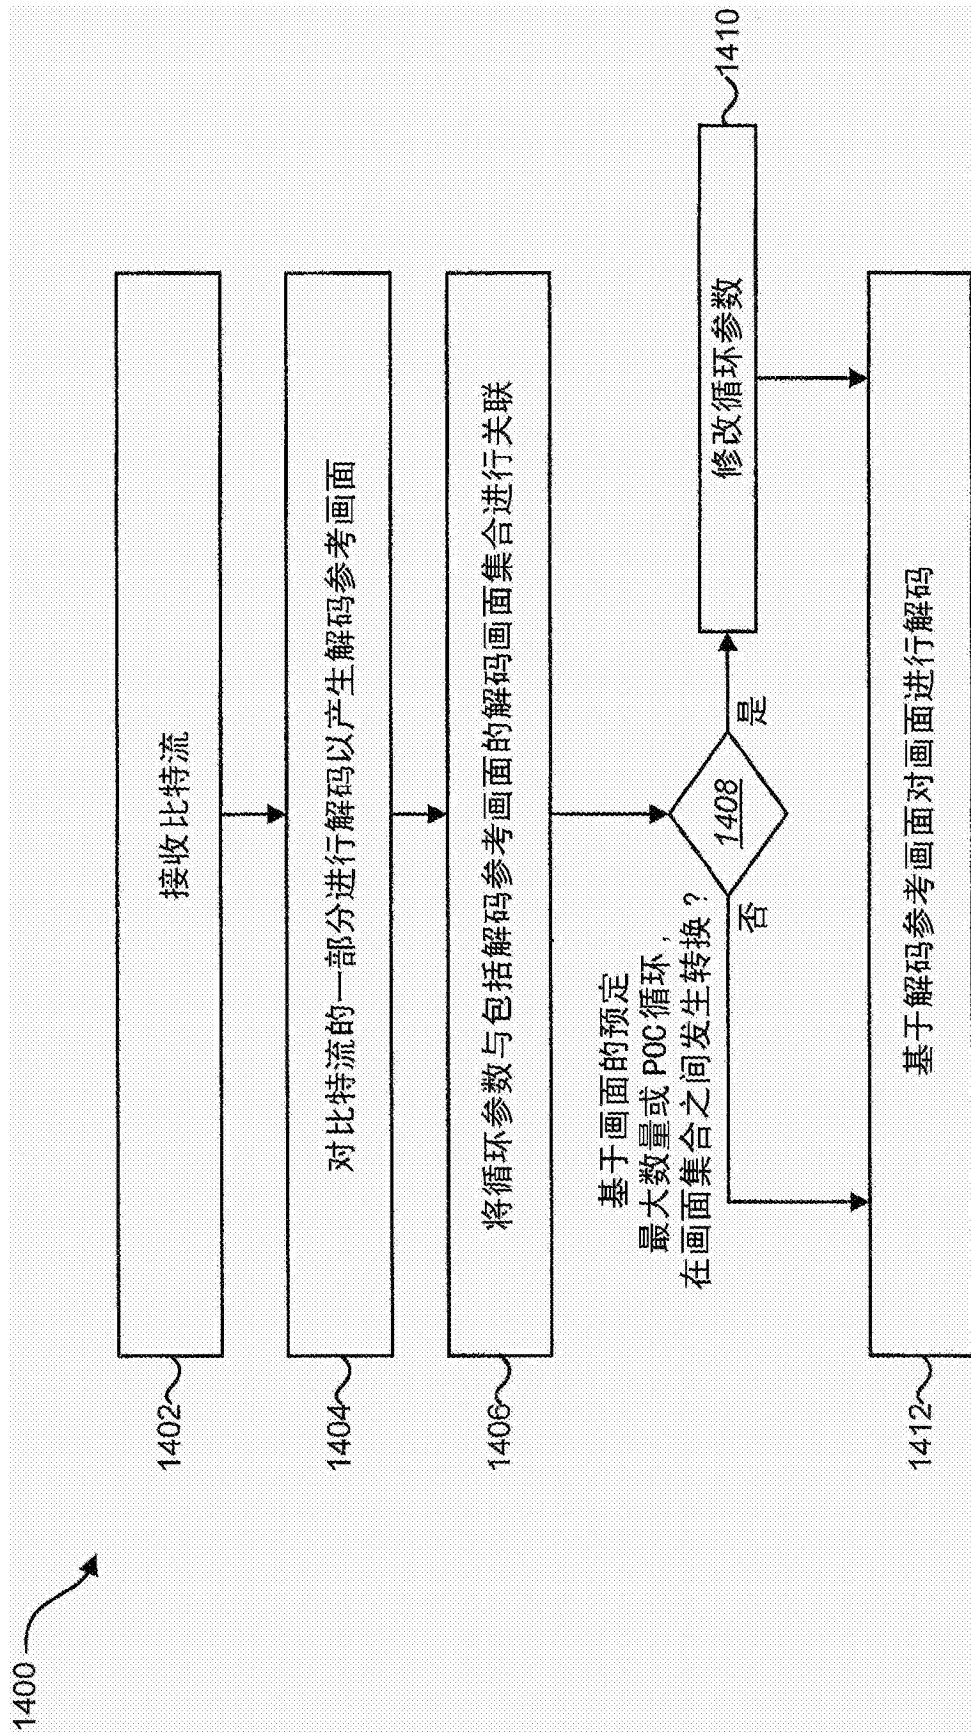 1400
1402
接收比特流
1404
对比特流的一部分进行解码以产生解码参考画面
1406
将循环参数与包括解码参考画面的解码画面集合进行关联
基于画面的预定
最大数量或POC循环,
在画面集合之间发生转换?
1408
是
否
修改循环参数
1410
1412
基于解码参考画面对画面进行解码